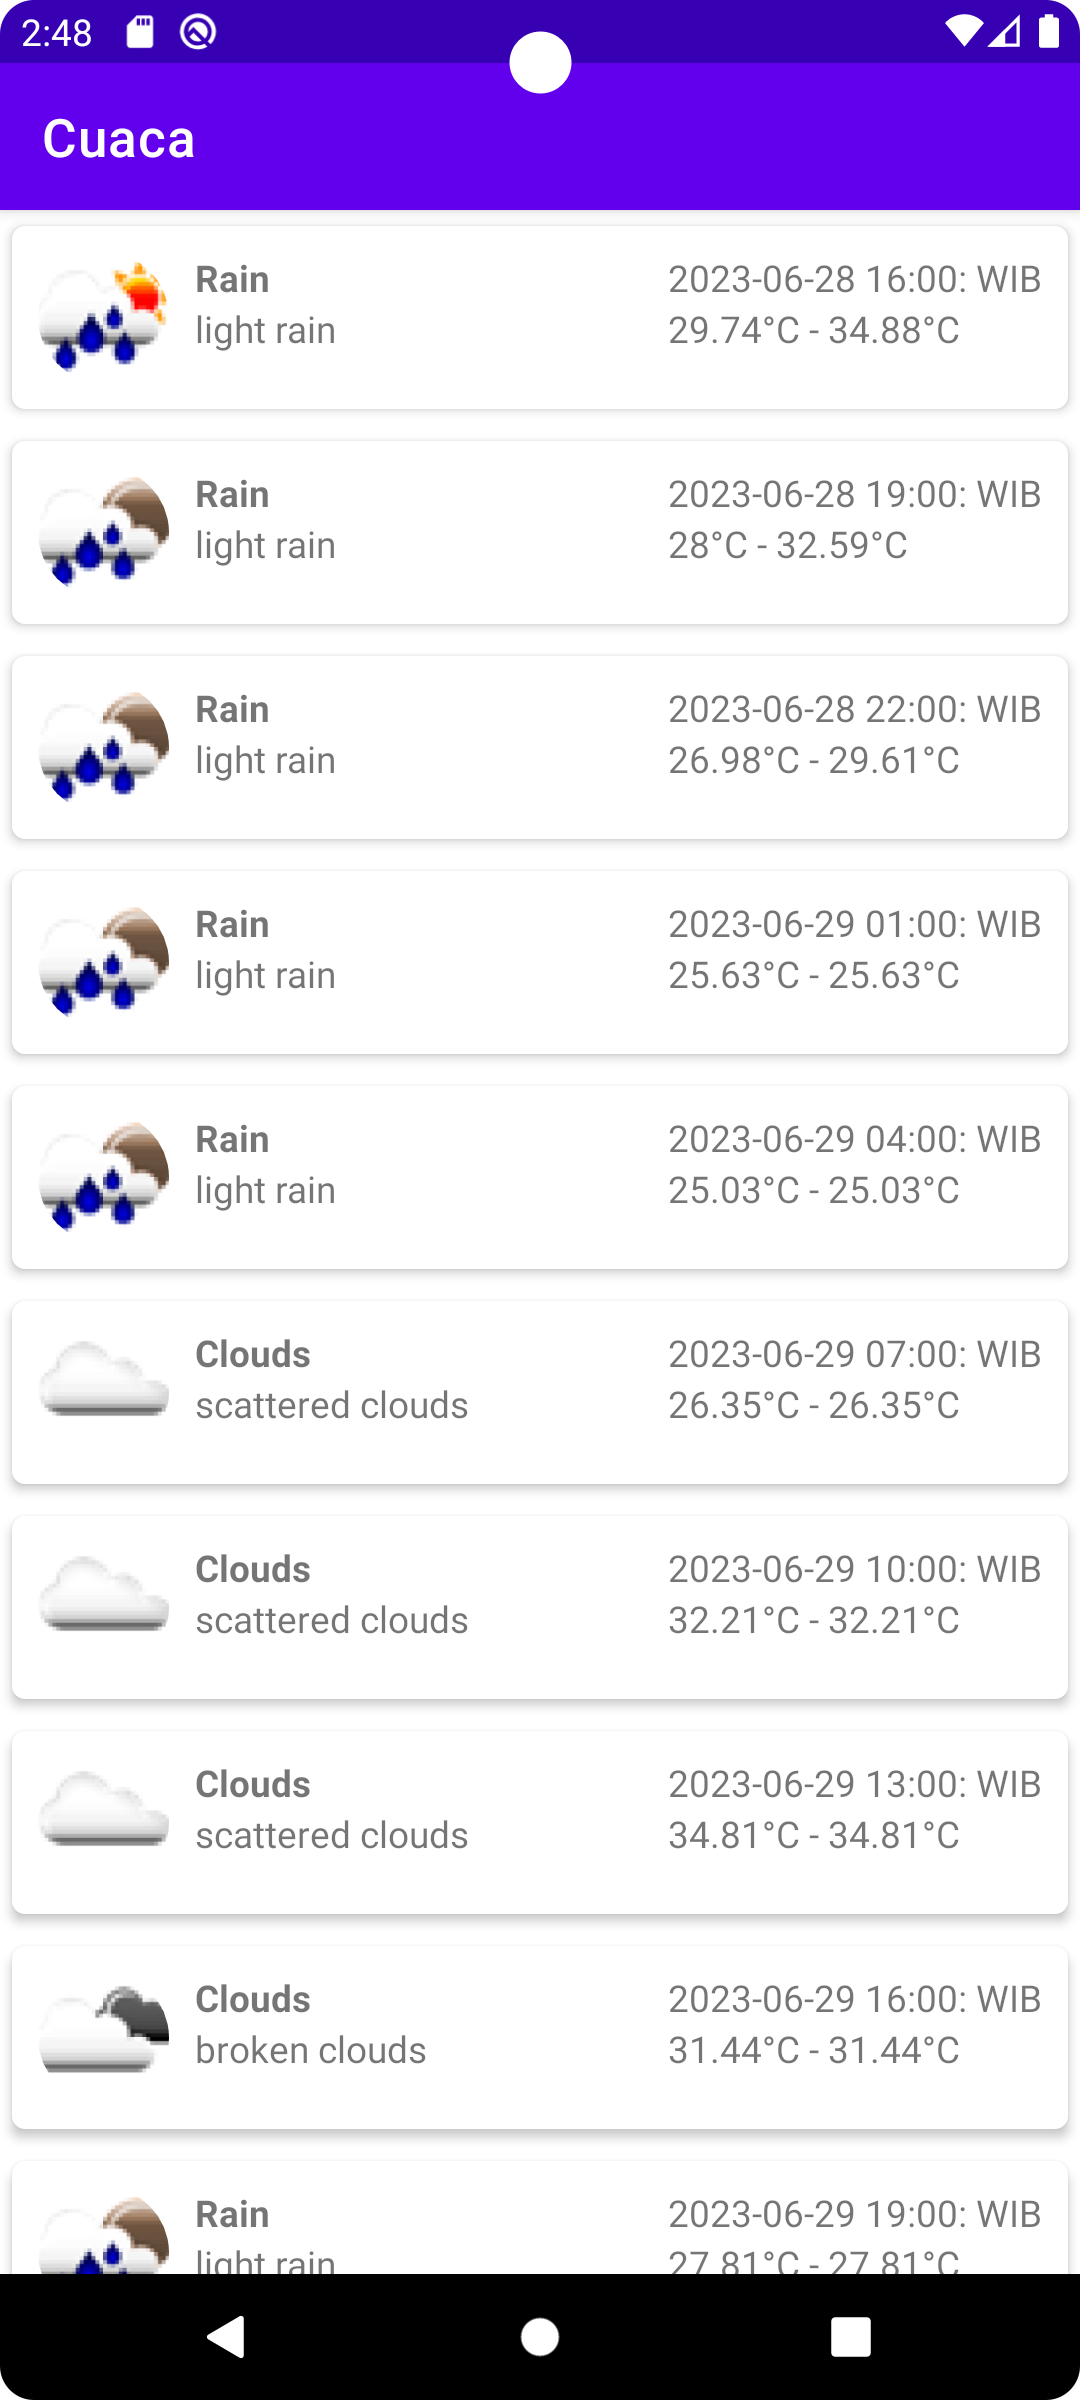 2:48
Cuaca
Rain
2023-06-28 16:00: WIB
light rain
29.74°C - 34.88°C
Rain
2023-06-28 19:00: WIB
light rain
28°C - 32.59°C
Rain
2023-06-28 22:00: WIB
light rain
26.98°C - 29.61°C
Rain
2023-06-29 01:00: WIB
light rain
25.63°C - 25.63°C
Rain
2023-06-29 04:00: WIB
light rain
25.03°C - 25.03°C
Clouds
2023-06-29 07:00: WIB
scattered clouds
26.35°C - 26.35°C
Clouds
2023-06-29 10:00: WIB
scattered clouds
32.21°C - 32.21°C
Clouds
2023-06-29 13:00: WIB
scattered clouds
34.81°C - 34.81°C
Clouds
2023-06-29 16:00: WIB
broken clouds
31.44°C - 31.44°C
Rain
2023-06-29 19:00: WIB
light rain
27.81°C - 27.81°C